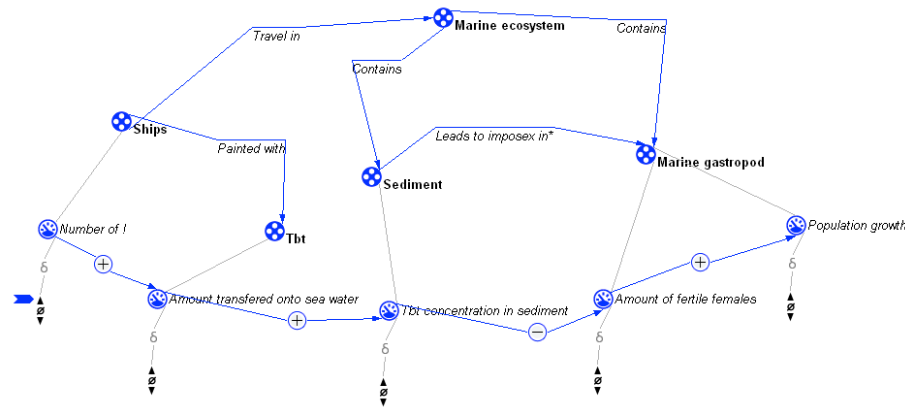 Marine ecosystem
Travel in
Contains
Contains
Ships
Painted with
Leads to imposex in*
Marine gastropod
Sediment
Number of !
Tbt
Population growth
δ
+
+
δ
Amount transfered onto sea water
+
Tbt concentration in sediment
−
Amount of fertile females
δ
δ
δ